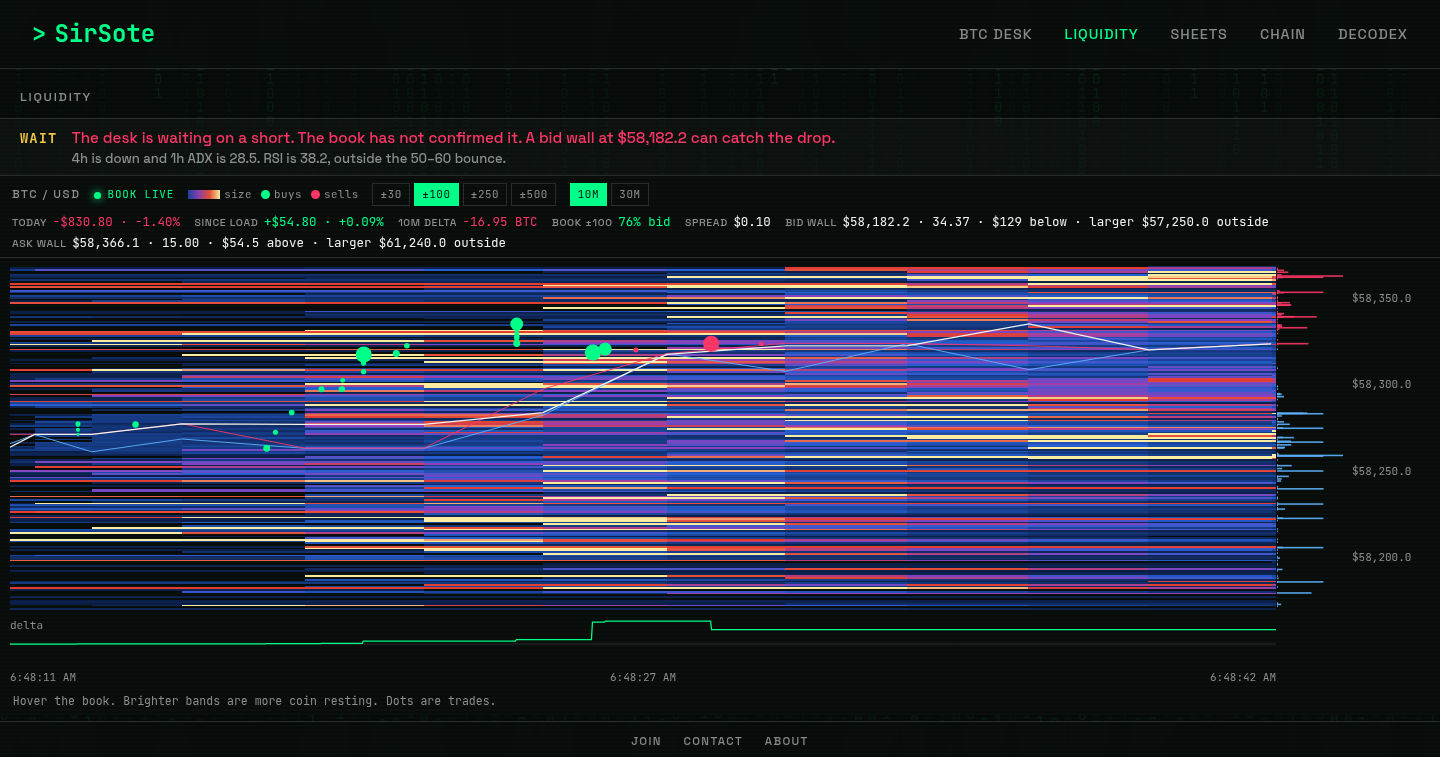 > SirSote
BTC DESK LIQUIDITY SHEETS CHAIN DECODEX
LIQUIDITY
WAIT The desk is waiting on a short. The book has not confirmed it. A bid wall at $58,182.2 can catch the drop.
4h is down and 1h ADX is 28.5. RSI is 38.2, outside the 50–60 bounce.
BTC / USD BOOK LIVE size buys sells ±30 ±100 ±250 ±500 10M 30M
TODAY -$830.80 · -1.40% SINCE LOAD +$54.80 · +0.09% 10M DELTA -16.95 BTC BOOK ±100 76% bid SPREAD $0.10 BID WALL $58,182.2 · 34.37 · $129 below · larger $57,250.0 outside
ASK WALL $58,366.1 · 15.00 · $54.5 above · larger $61,240.0 outside
$58,350.0
$58,300.0
$58,250.0
$58,200.0
delta
6:48:11 AM 6:48:27 AM 6:48:42 AM
Hover the book. Brighter bands are more coin resting. Dots are trades.
JOIN CONTACT ABOUT